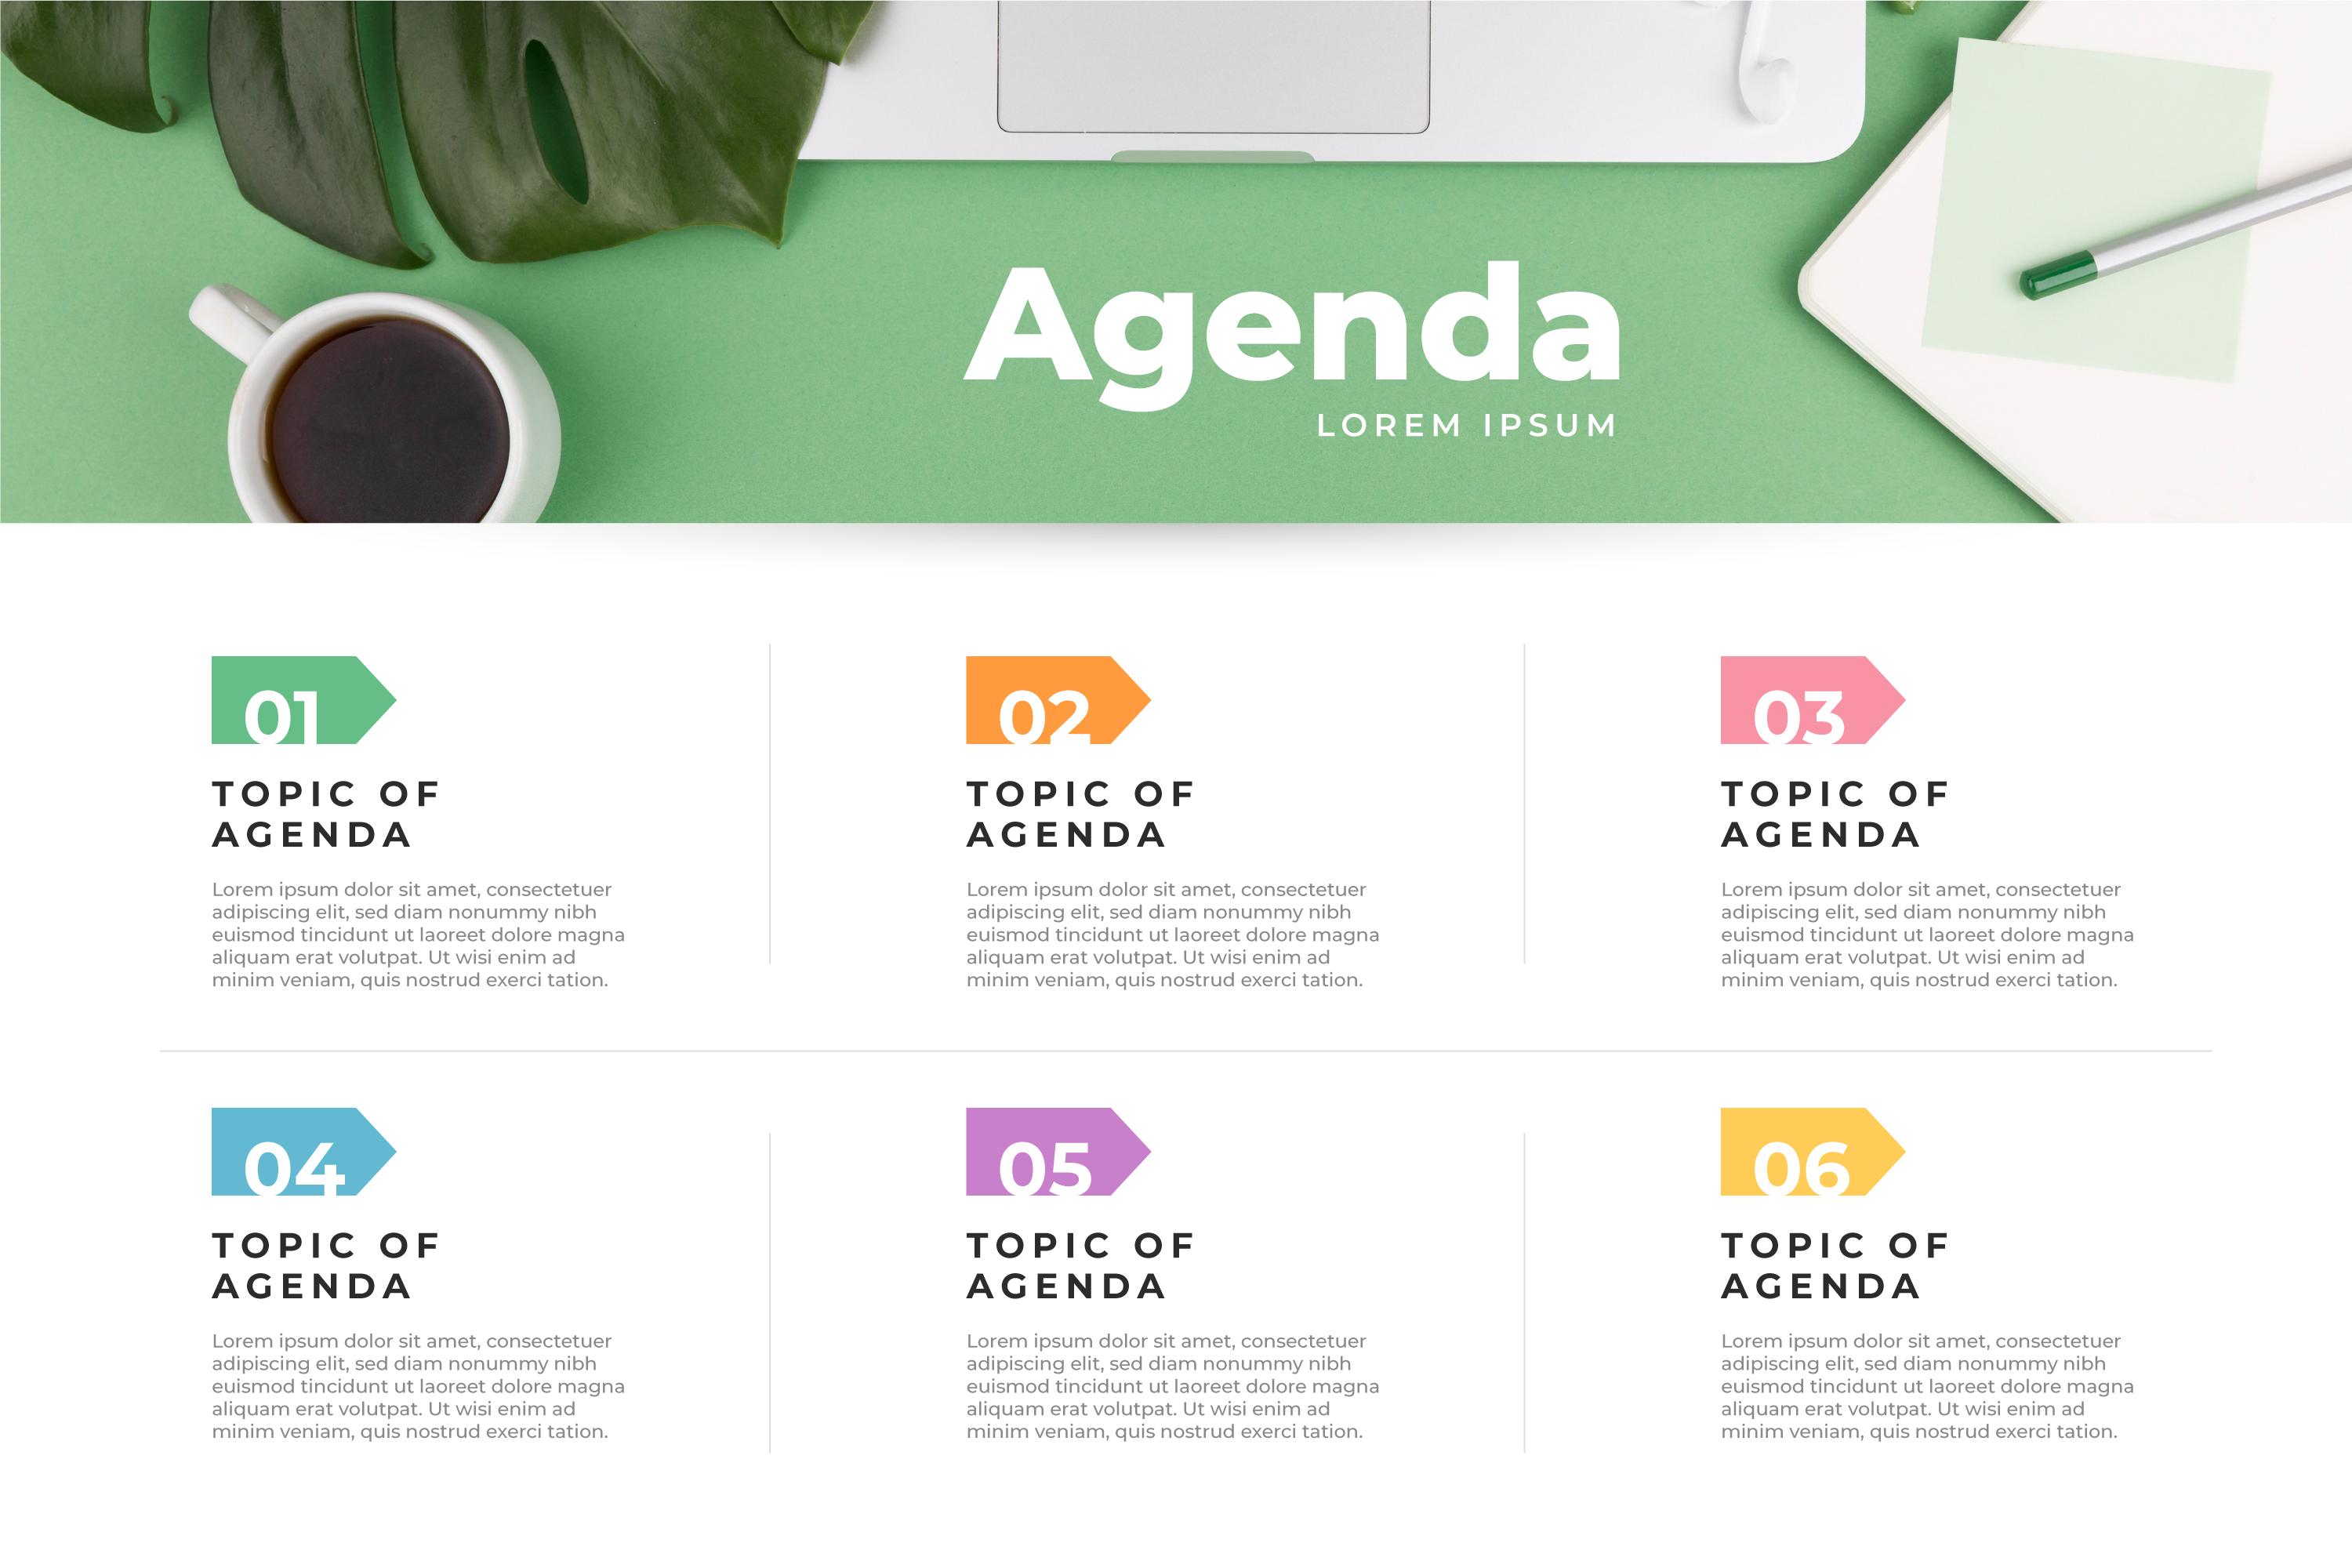 Agenda
LOREM IPSUM
01
TOPIC OF
AGENDA
Lorem ipsum dolor sit amet, consectetuer
adipiscing elit, sed diam nonummy nibh
euismod tincidunt ut laoreet dolore magna
aliquam erat volutpat. Ut wisi enim ad
minim veniam, quis nostrud exerci tation.
02
TOPIC OF
AGENDA
Lorem ipsum dolor sit amet, consectetuer
adipiscing elit, sed diam nonummy nibh
euismod tincidunt ut laoreet dolore magna
aliquam erat volutpat. Ut wisi enim ad
minim veniam, quis nostrud exerci tation.
03
TOPIC OF
AGENDA
Lorem ipsum dolor sit amet, consectetuer
adipiscing elit, sed diam nonummy nibh
euismod tincidunt ut laoreet dolore magna
aliquam erat volutpat. Ut wisi enim ad
minim veniam, quis nostrud exerci tation.
04
TOPIC OF
AGENDA
Lorem ipsum dolor sit amet, consectetuer
adipiscing elit, sed diam nonummy nibh
euismod tincidunt ut laoreet dolore magna
aliquam erat volutpat. Ut wisi enim ad
minim veniam, quis nostrud exerci tation.
05
TOPIC OF
AGENDA
Lorem ipsum dolor sit amet, consectetuer
adipiscing elit, sed diam nonummy nibh
euismod tincidunt ut laoreet dolore magna
aliquam erat volutpat. Ut wisi enim ad
minim veniam, quis nostrud exerci tation.
06
TOPIC OF
AGENDA
Lorem ipsum dolor sit amet, consectetuer
adipiscing elit, sed diam nonummy nibh
euismod tincidunt ut laoreet dolore magna
aliquam erat volutpat. Ut wisi enim ad
minim veniam, quis nostrud exerci tation.